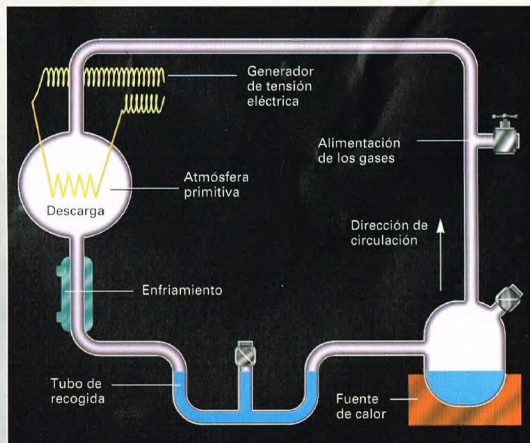 Generador
de tensión
eléctrica
Alimentación
de los gases
Atmósfera
primitiva
Descarga
Dirección de
circulación
Enfriamiento
Tubo de
recogida
Fuente
de calor